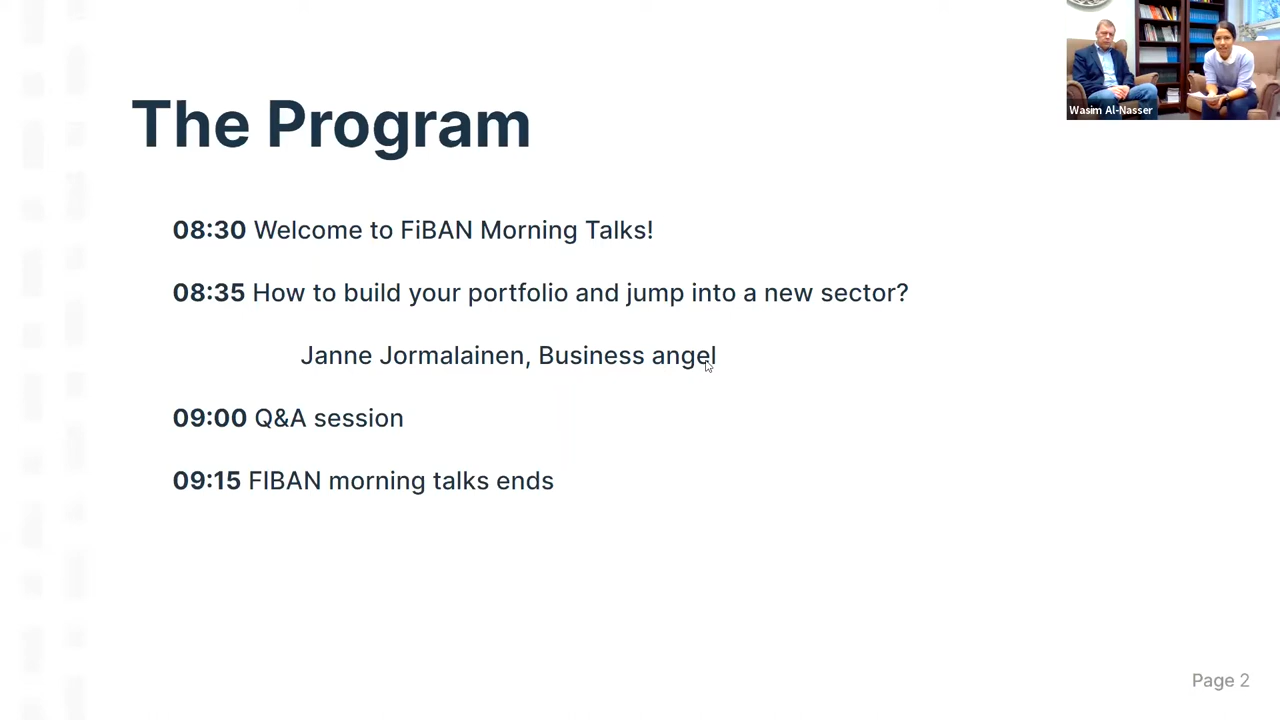 Wasim Al-Nasser
The Program
08:30 Welcome to FiBAN Morning Talks!
08:35 How to build your portfolio and jump into a new sector?
Janne Jormalainen, Business angel
09:00 Q&A session
09:15 FIBAN morning talks ends
Page 2